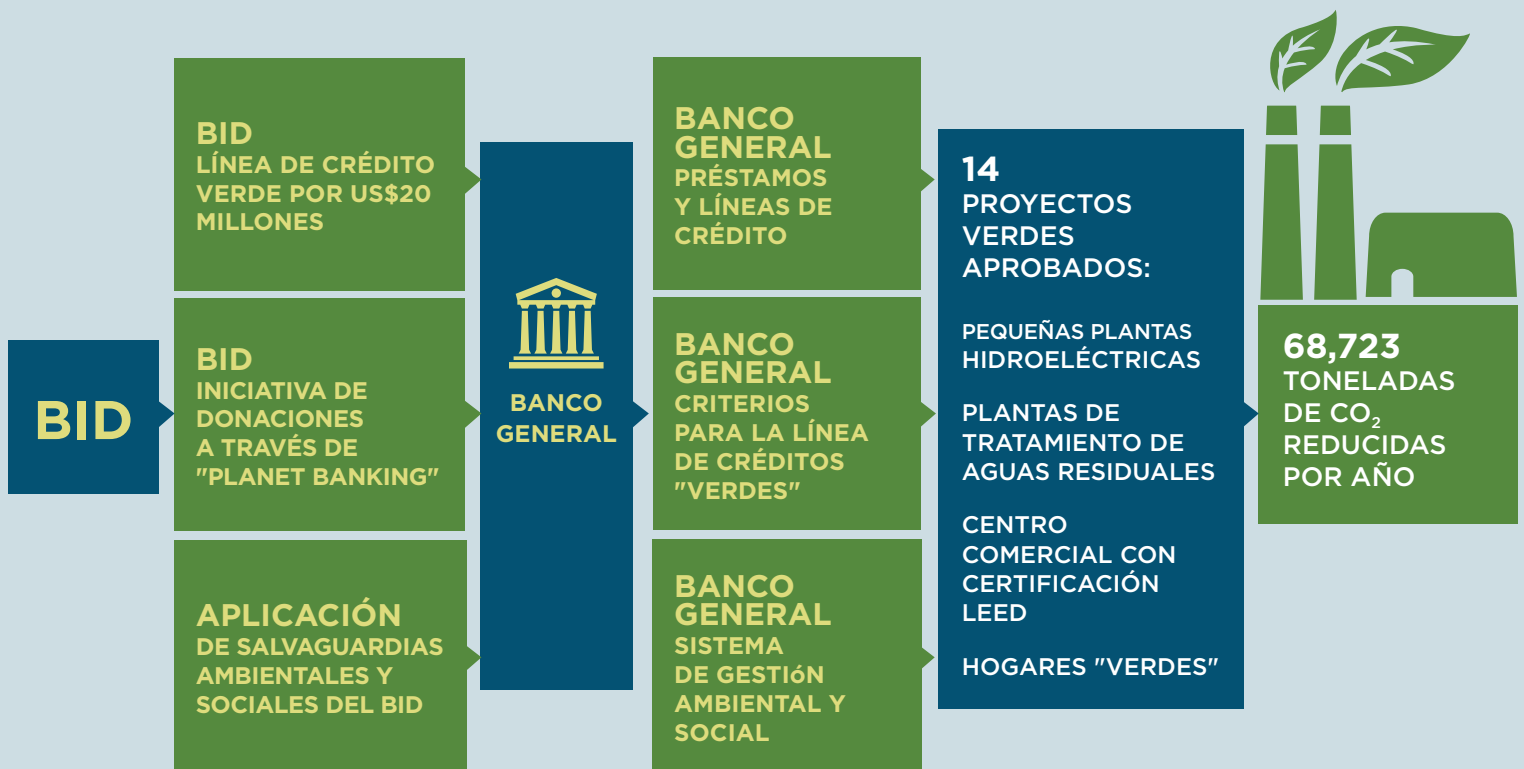 BID
BID
LÍNEA DE CRÉDITO
VERDE POR US$20
MILLONES
BID
INICIATIVA DE
DONACIONES
A TRAVÉS DE
"PLANET BANKING"
APLICACIÓN
DE SALVAGUARDIAS
AMBIENTALES Y
SOCIALES DEL BID
BANCO
GENERAL
BANCO
GENERAL
PRÉSTAMOS
Y LÍNEAS DE
CRÉDITO
BANCO
GENERAL
CRITERIOS
PARA LA LÍNEA
DE CRÉDITOS
"VERDES"
BANCO
GENERAL
SISTEMA
DE GESTIóN
AMBIENTAL Y
SOCIAL
14
PROYECTOS
VERDES
APROBADOS:
PEQUEÑAS PLANTAS
HIDROELÉCTRICAS
PLANTAS DE
TRATAMIENTO DE
AGUAS RESIDUALES
CENTRO
COMERCIAL CON
CERTIFICACIÓN
LEED
HOGARES "VERDES"
68,723
TONELADAS
DE CO₂
REDUCIDAS
POR AÑO